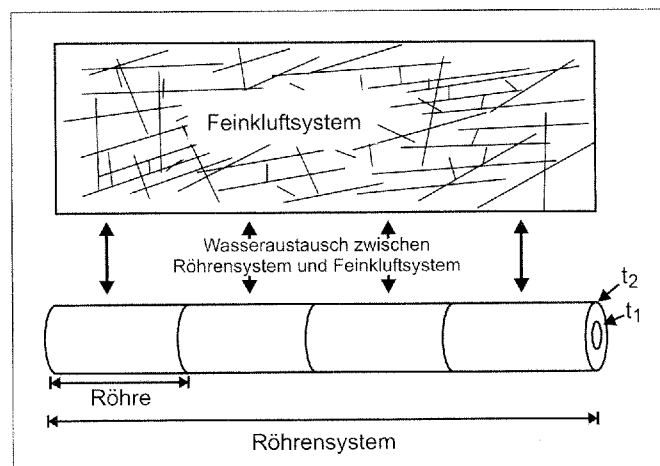 Feinkluftsystem
Wasseraustausch zwischen
Röhrensystem und Feinkluftsystem
t2
t1
Röhre
Röhrensystem